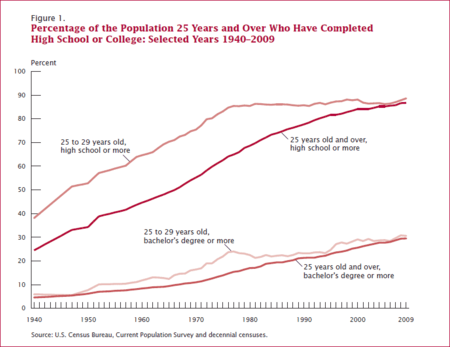 Figure 1.
Percentage of the Population 25 Years and Over Who Have Completed
High School or College: Selected Years 1940–2009
Percent
100
90
80
70
60
50
40
30
20
10
0
25 to 29 years old,
high school or more
25 years old and over,
high school or more
25 to 29 years old,
bachelor's degree or more
25 years old and over,
bachelor's degree or more
1940 1950 1960 1970 1980 1990 2000 2009
Source: U.S. Census Bureau, Current Population Survey and decennial censuses.